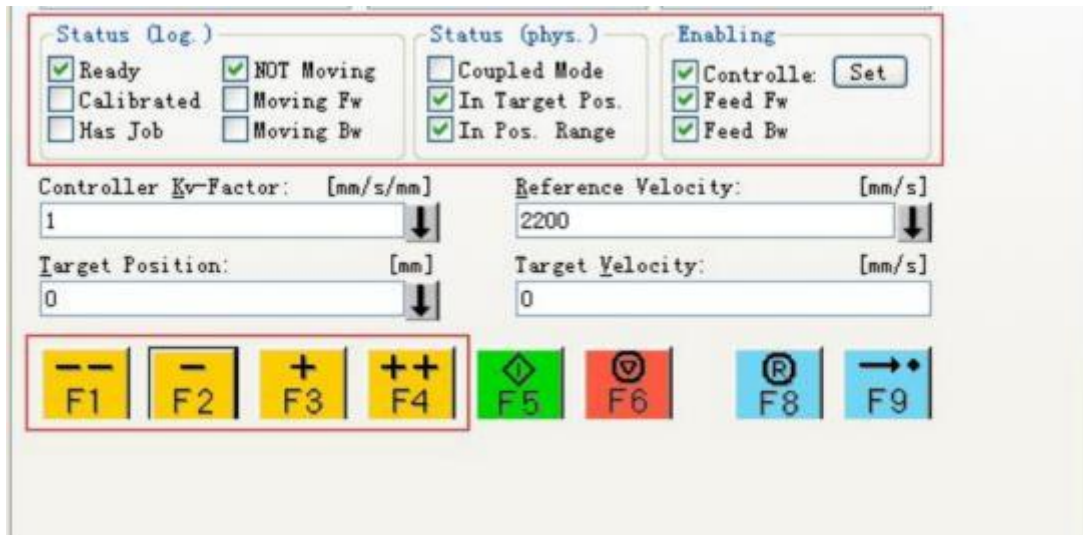 Status (log.) Status (phys.) Enabling
Ready NOT Moving Coupled Mode Controlle: Set
Calibrated Moving Fw In Target Pos. Feed Fw
Has Job Moving Bw In Pos. Range Feed Bw
Controller Kv-Factor: [mm/s/mm] Reference Velocity: [mm/s]
1 2200
Target Position: [mm] Target Velocity: [mm/s]
0 0
-- - + ++ R
F1 F2 F3 F4 F5 F6 F8 F9